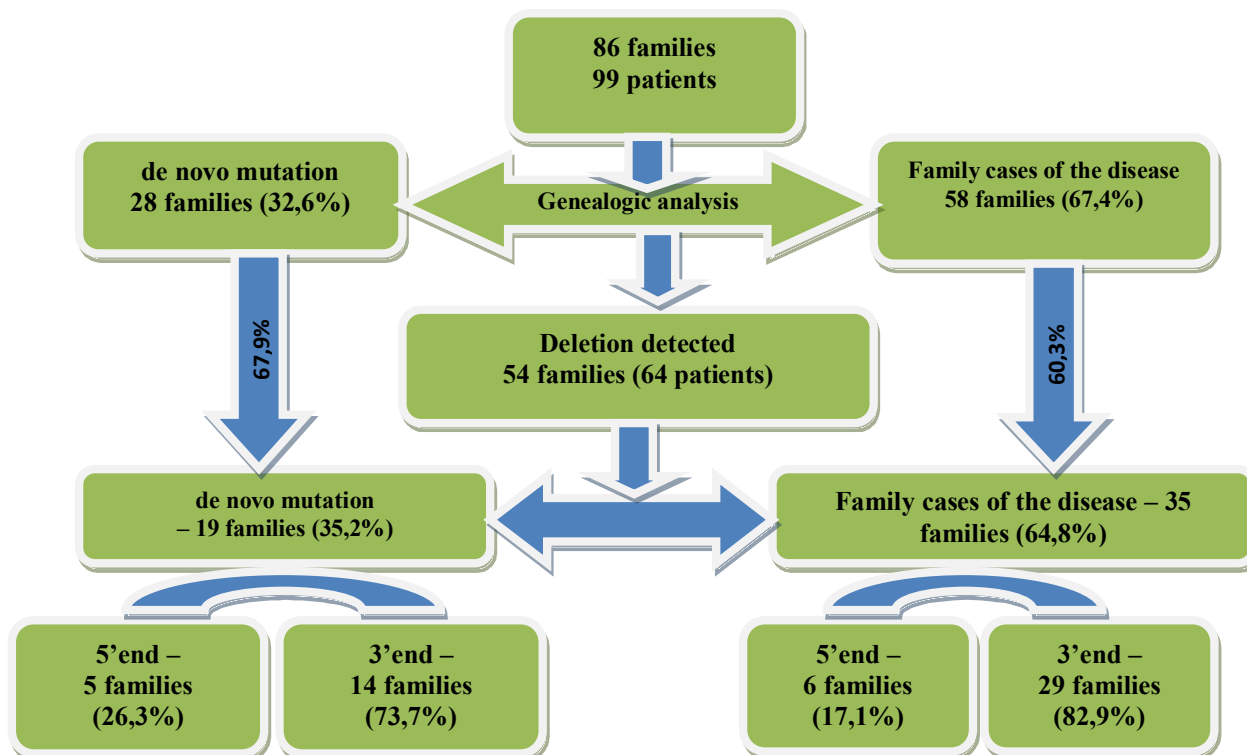 86 families
99 patients
de novo mutation
28 families (32,6%)
Genealogic analysis
Family cases of the disease
58 families (67,4%)
67,9%
Deletion detected
54 families (64 patients)
60,3%
de novo mutation
– 19 families (35,2%)
Family cases of the disease – 35
families (64,8%)
5’end –
5 families
(26,3%)
3’end –
14 families
(73,7%)
5’end –
6 families
(17,1%)
3’end –
29 families
(82,9%)